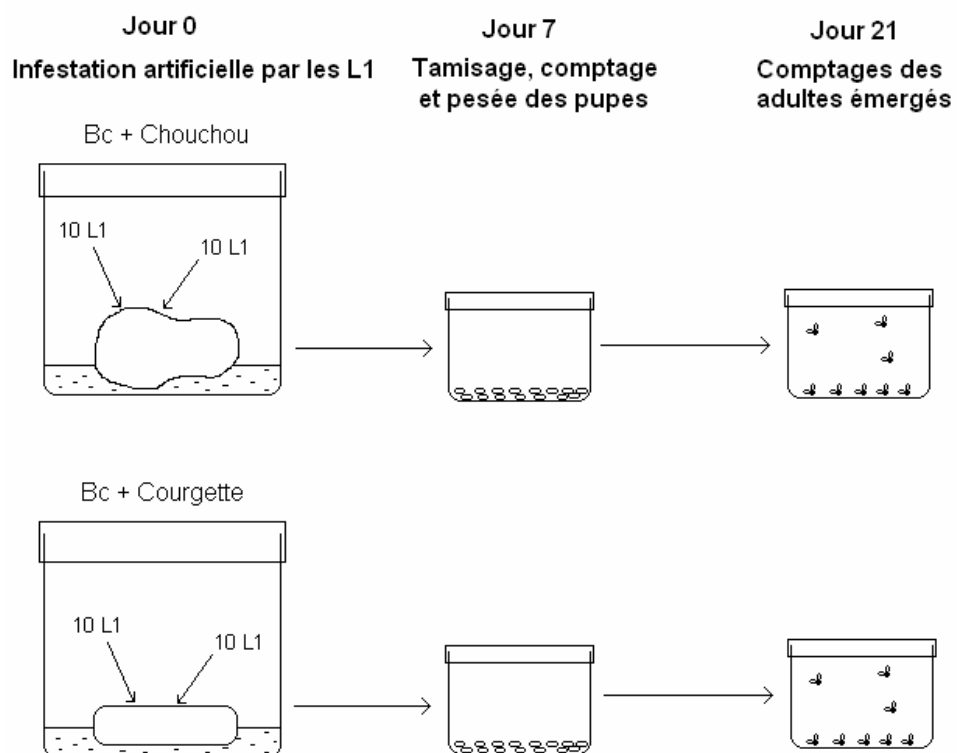 Jour 0
Infestation artificielle par les L1
Jour 7
Tamisage, comptage
et pesée des pupes
Jour 21
Comptages des
adultes émergés
Bc + Chouchou
10 L1
10 L1
Bc + Courgette
10 L1
10 L1